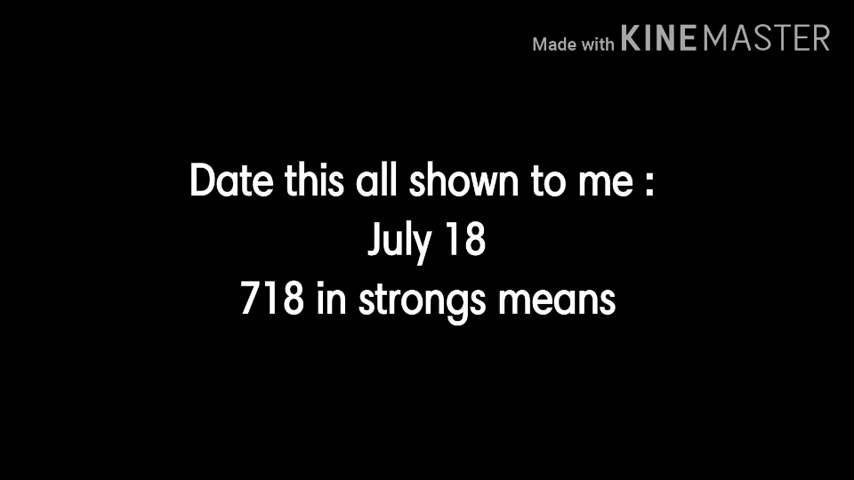 Made with KINEMASTER
Date this all shown to me :
July 18
718 in strongs means